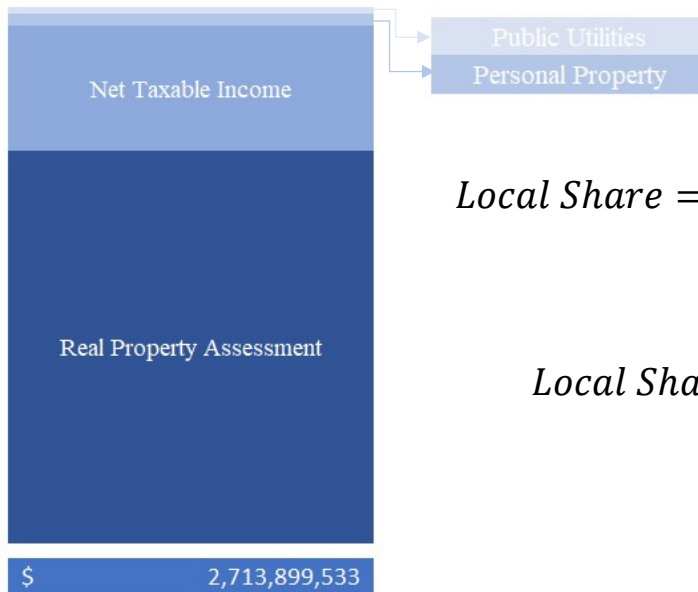 Public Utilities
Personal Property
Net Taxable Income
Local Share =
Real Property Assessment
Local Sha
$ 2,713,899,533